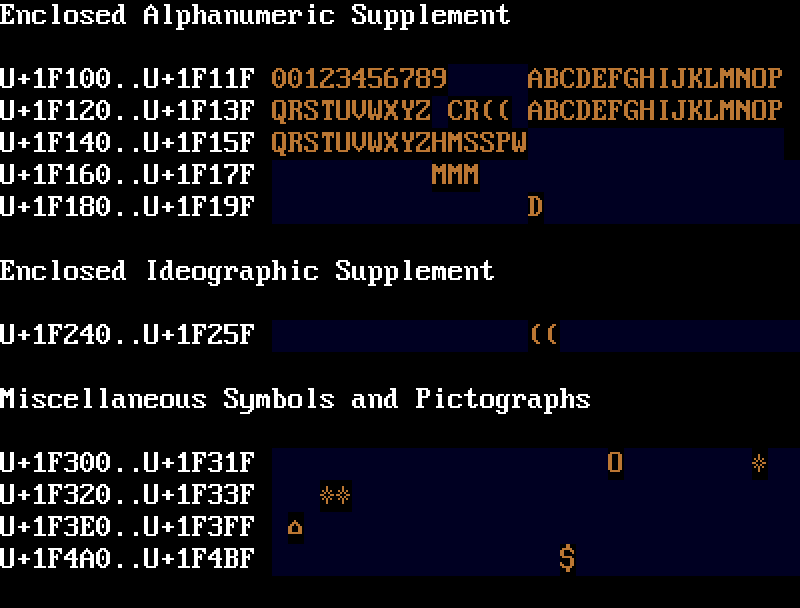 Enclosed Alphanumeric Supplement
U+1F100..U+1F11F 00123456789     ABCDEFGHIJKLMNOP
U+1F120..U+1F13F QRSTUVWXYZ CR(( ABCDEFGHIJKLMNOP
U+1F140..U+1F15F QRSTUVWXYZHMSSPW
U+1F160..U+1F17F           MMM
U+1F180..U+1F19F                 D
Enclosed Ideographic Supplement
U+1F240..U+1F25F                 ((
Miscellaneous Symbols and Pictographs
U+1F300..U+1F31F                      O        ☼
U+1F320..U+1F33F    ☼☼
U+1F3E0..U+1F3FF  ⌂
U+1F4A0..U+1F4BF                   $